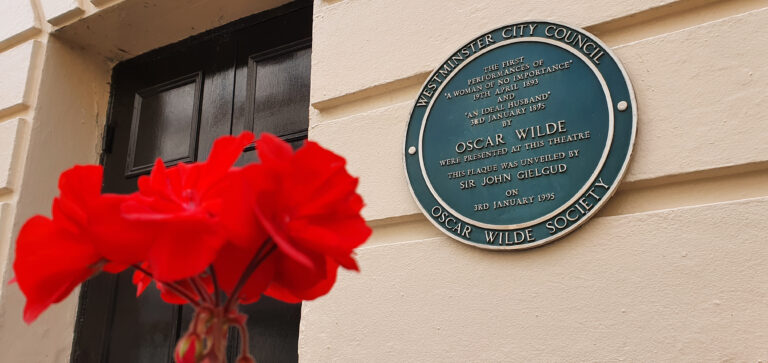 WESTMINSTER CITY COUNCIL
THE FIRST
PERFORMANCES OF
"A WOMAN OF NO IMPORTANCE"
19TH APRIL 1893
AND
"AN IDEAL HUSBAND"
3RD JANUARY 1895
BY
OSCAR WILDE
WERE PRESENTED AT THIS THEATRE
THIS PLAQUE WAS UNVEILED BY
SIR JOHN GIELGUD
ON
3RD JANUARY 1995
OSCAR WILDE SOCIETY